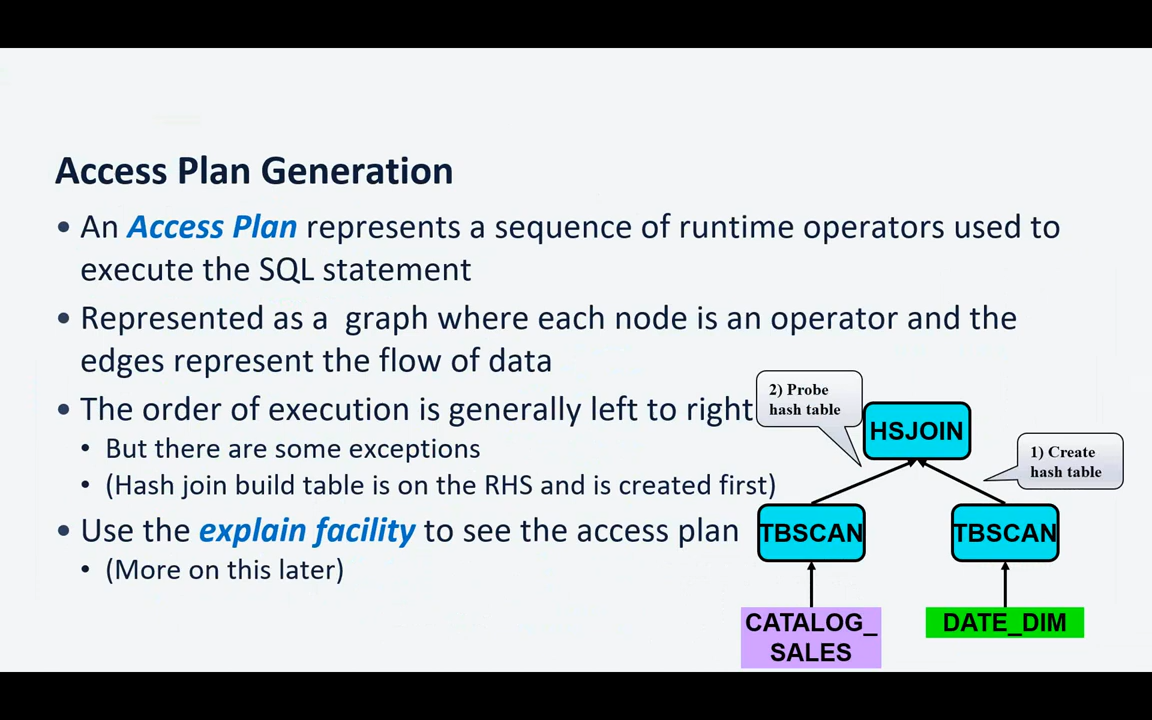 Access Plan Generation
• An Access Plan represents a sequence of runtime operators used to
execute the SQL statement
• Represented as a graph where each node is an operator and the
edges represent the flow of data
• The order of execution is generally left to right
• But there are some exceptions
• (Hash join build table is on the RHS and is created first)
• Use the explain facility to see the access plan
• (More on this later)
2) Probe
hash table
HSJOIN
1) Create
hash table
TBSCAN
TBSCAN
CATALOG_
SALES
DATE_DIM